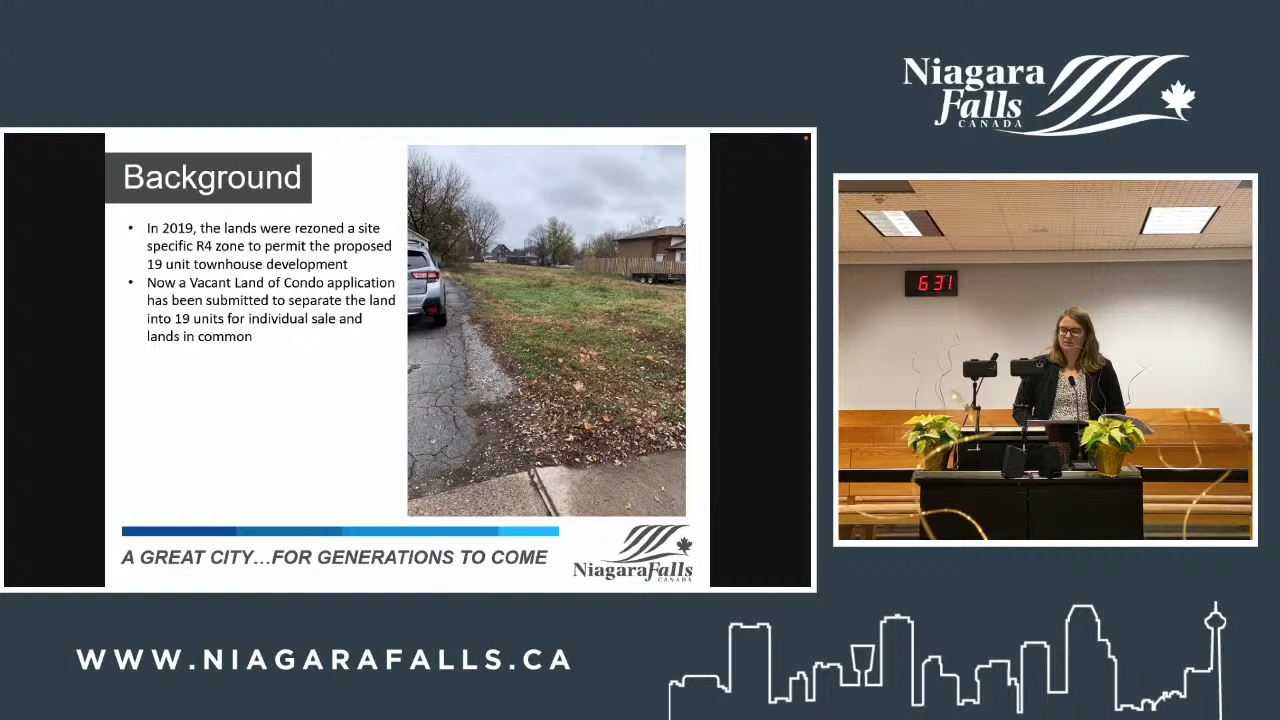 Niagara
Falls
CANADA
Background
• In 2019, the lands were rezoned a site
specific R4 zone to permit the proposed
19 unit townhouse development
• Now a Vacant Land of Condo application
has been submitted to separate the land
into 19 units for individual sale and
lands in common
6 31
A GREAT CITY...FOR GENERATIONS TO COME
NiagaraFalls
CANADA
WWW.NIAGARAFALLS.CA